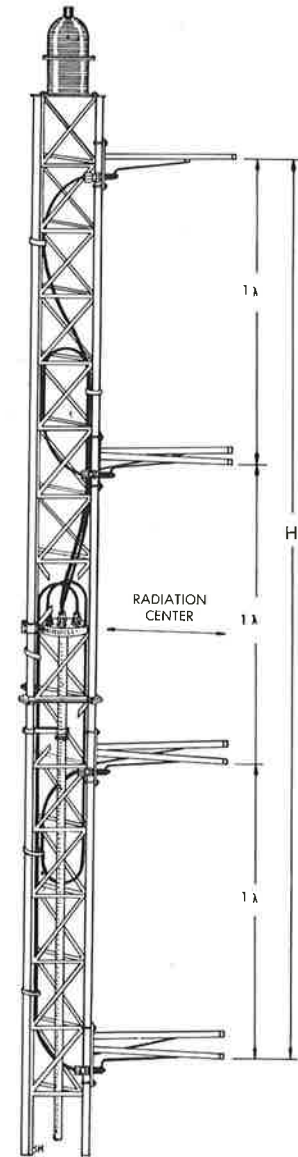 1 λ
H
RADIATION
CENTER
1 λ
1 λ